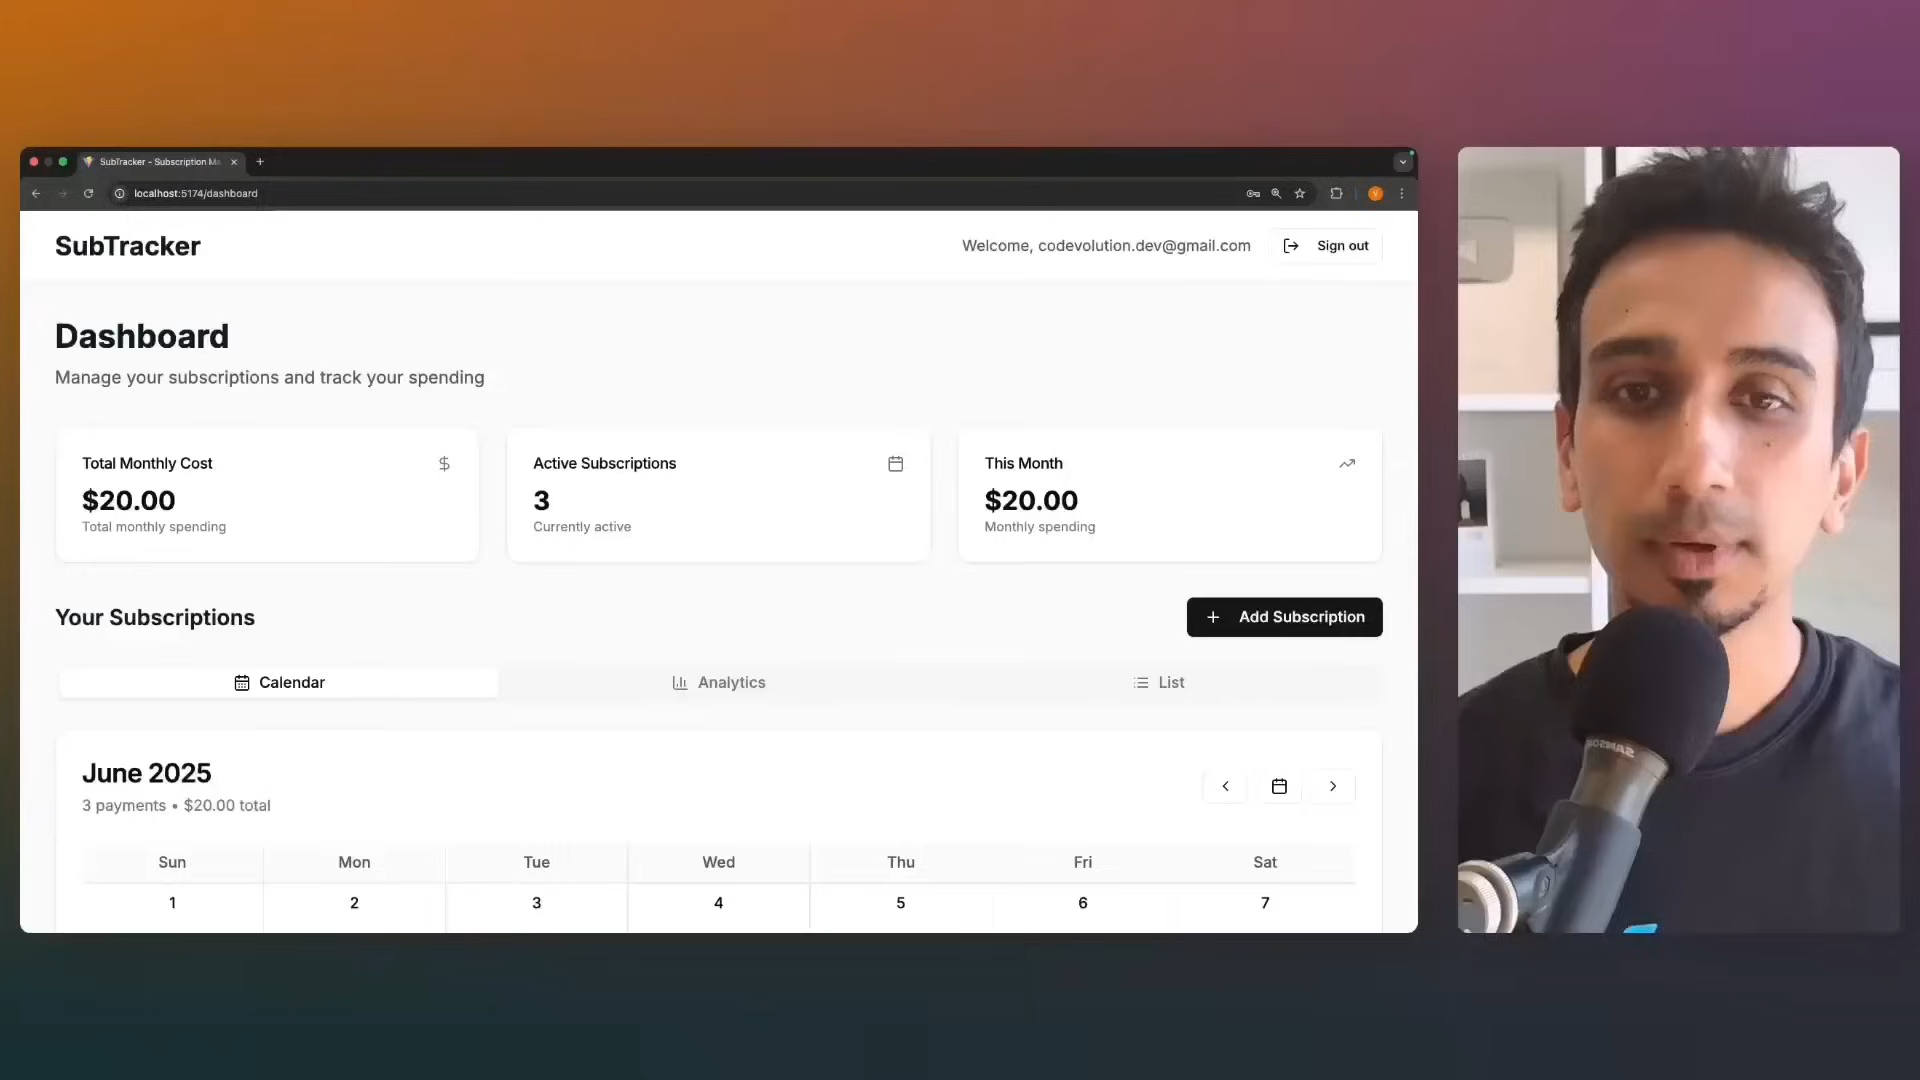 SubTracker - Subscription Ma
localhost:5174/dashboard
SubTracker
Welcome, codevolution.dev@gmail.com
Sign out
Dashboard
Manage your subscriptions and track your spending
Total Monthly Cost
$
$20.00
Total monthly spending
Active Subscriptions
3
Currently active
This Month
$20.00
Monthly spending
Your Subscriptions
+ Add Subscription
Calendar
Analytics
List
June 2025
3 payments • $20.00 total
Sun Mon Tue Wed Thu Fri Sat
1 2 3 4 5 6 7
SAMSON